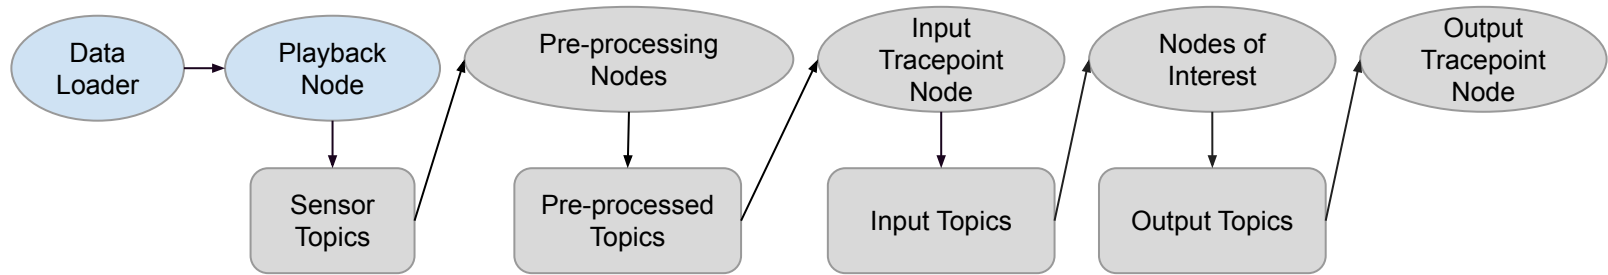 Data
Loader
Playback
Node
Pre-processing
Nodes
Input
Tracepoint
Node
Nodes of
Interest
Output
Tracepoint
Node
Sensor
Topics
Pre-processed
Topics
Input Topics
Output Topics